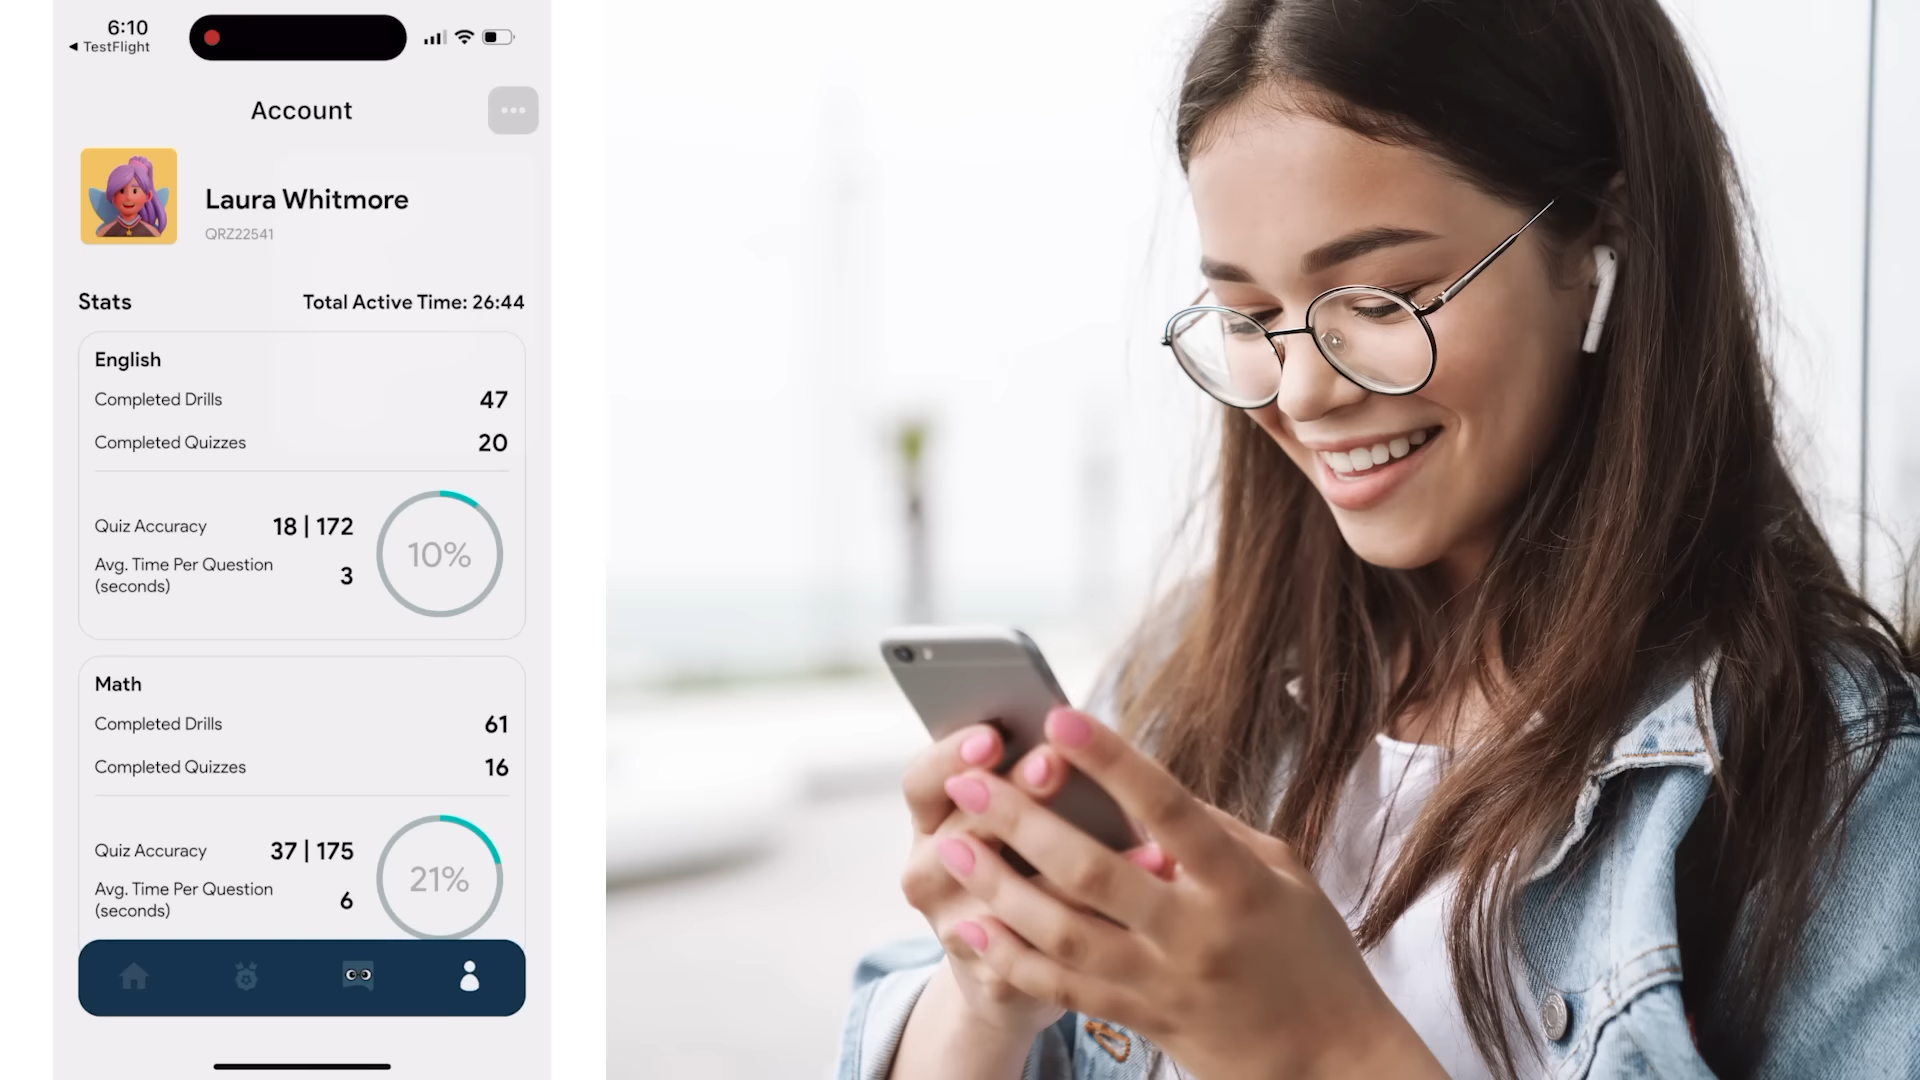 6:10
◀ TestFlight
Account
Laura Whitmore
QRZ22541
Stats
Total Active Time: 26:44
English
Completed Drills 47
Completed Quizzes 20
Quiz Accuracy 18 | 172
Avg. Time Per Question
(seconds) 3
10%
Math
Completed Drills 61
Completed Quizzes 16
Quiz Accuracy 37 | 175
Avg. Time Per Question
(seconds) 6
21%